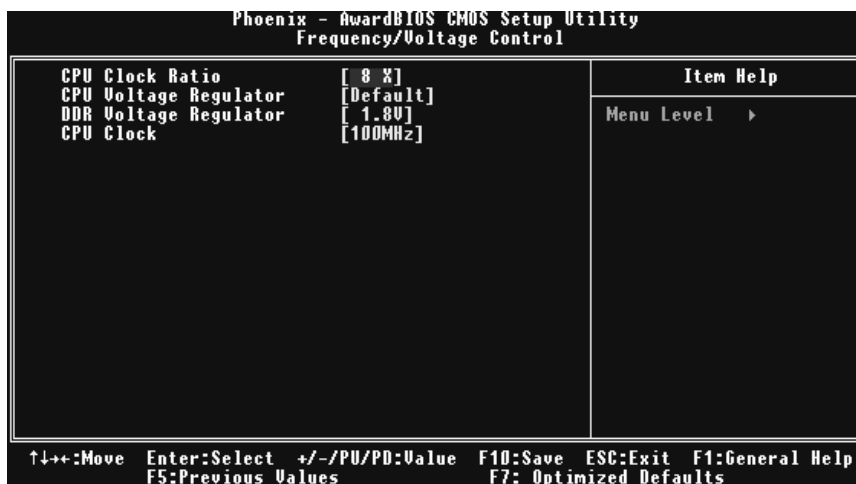 Phoenix - AwardBIOS CMOS Setup Utility
Frequency/Voltage Control
CPU Clock Ratio [ 8 X]
CPU Voltage Regulator [Default]
DDR Voltage Regulator [ 1.8V]
CPU Clock [100MHz]
Item Help
Menu Level ▸
↑↓→←:Move Enter:Select +/-/PU/PD:Value F10:Save ESC:Exit F1:General Help
F5:Previous Values F7: Optimized Defaults